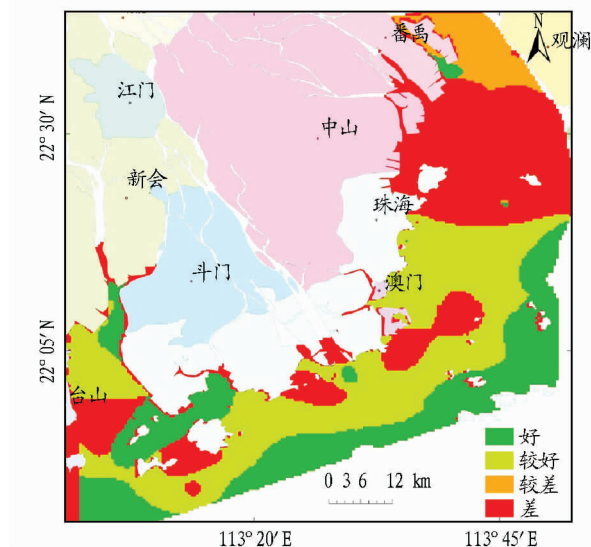 N
番禹
观澜
江门
中山
22° 30′ N
新会
珠海
斗门
澳门
22° 05′ N
台山
好
较好
较差
差
0 3 6 12 km
113° 20′ E
113° 45′ E